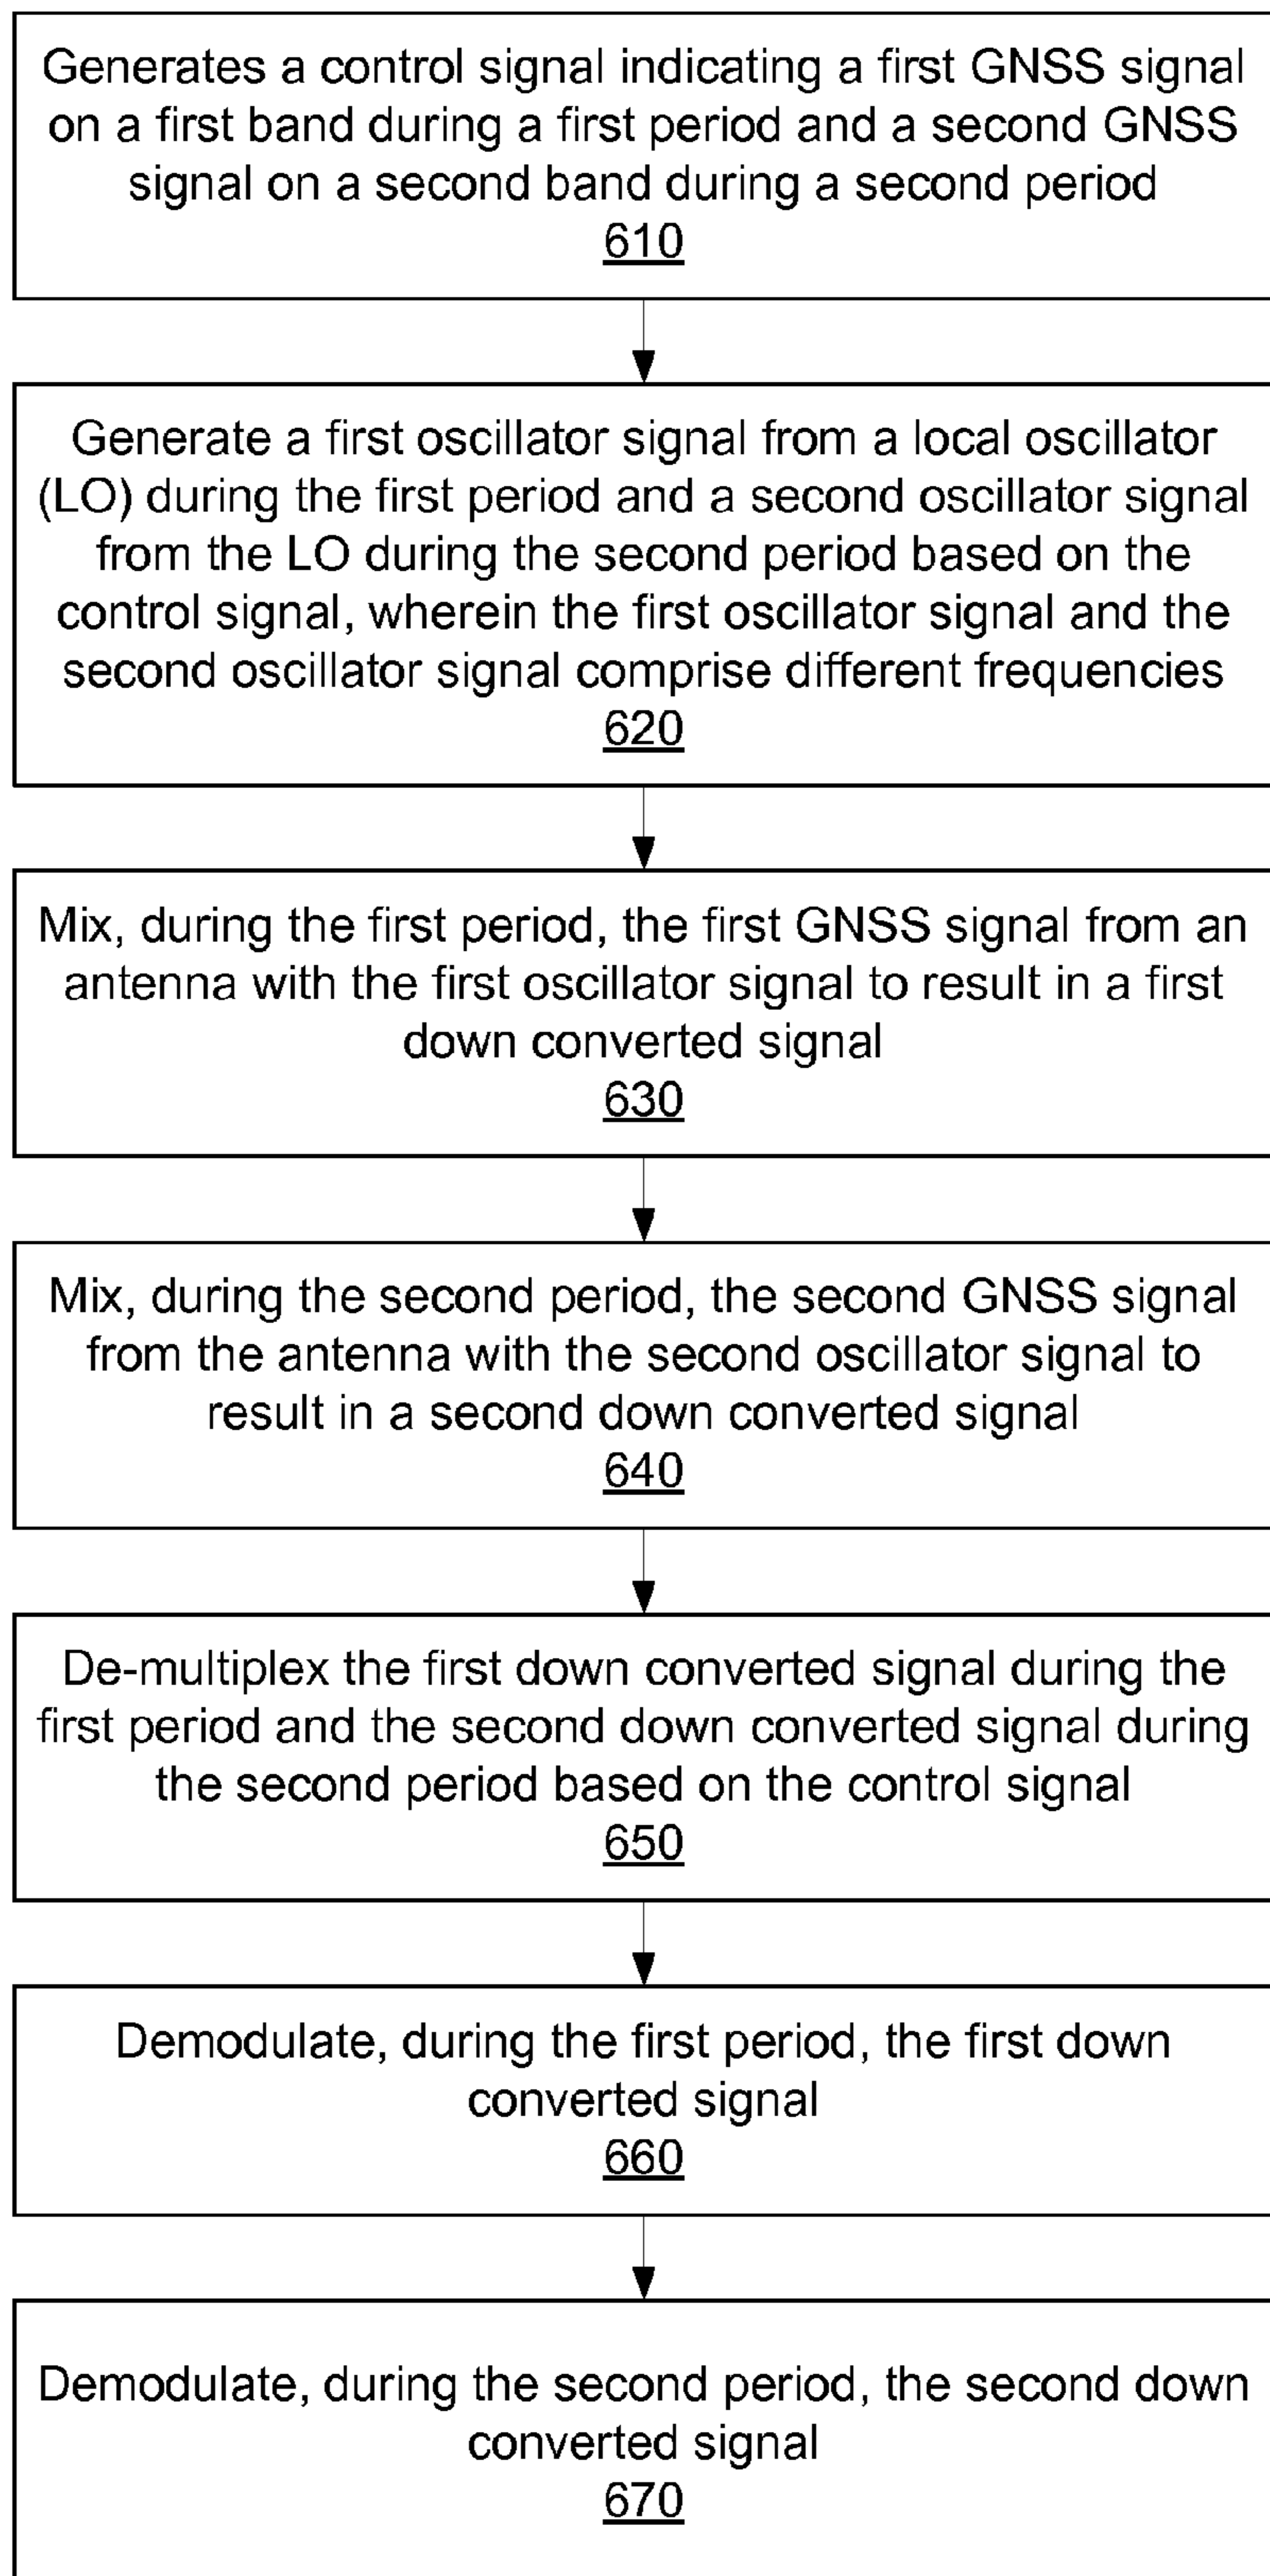 Generates a control signal indicating a first GNSS signal
on a first band during a first period and a second GNSS
signal on a second band during a second period
610
Generate a first oscillator signal from a local oscillator
(LO) during the first period and a second oscillator signal
from the LO during the second period based on the
control signal, wherein the first oscillator signal and the
second oscillator signal comprise different frequencies
620
Mix, during the first period, the first GNSS signal from an
antenna with the first oscillator signal to result in a first
down converted signal
630
Mix, during the second period, the second GNSS signal
from the antenna with the second oscillator signal to
result in a second down converted signal
640
De-multiplex the first down converted signal during the
first period and the second down converted signal during
the second period based on the control signal
650
Demodulate, during the first period, the first down
converted signal
660
Demodulate, during the second period, the second down
converted signal
670